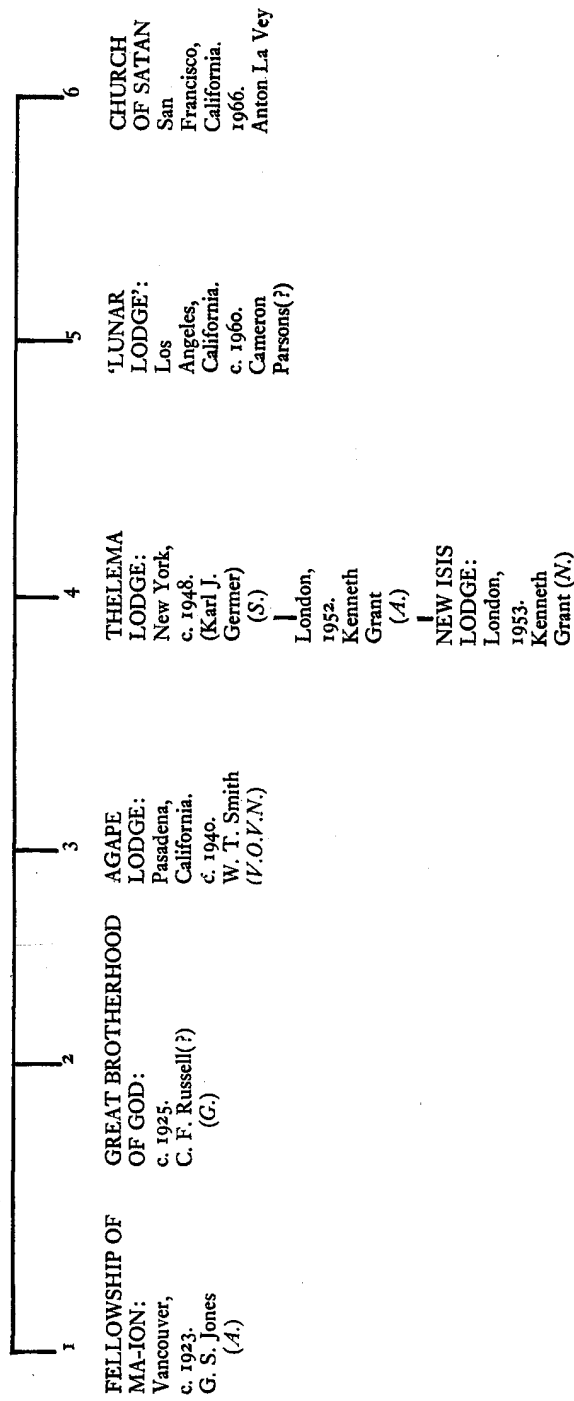 1
FELLOWSHIP OF
MA-ION:
Vancouver,
c. 1923.
G. S. Jones
(A.)
2
GREAT BROTHERHOOD
OF GOD:
c. 1925.
C. F. Russell(?)
(G.)
3
AGAPE
LODGE:
Pasadena,
California.
c. 1940.
W. T. Smith
(V.O.V.N.)
4
THELEMA
LODGE:
New York,
c. 1948.
(Karl J.
Germer)
(S.)
London,
1952.
Kenneth
Grant
(A.)
NEW ISIS
LODGE:
London,
1953.
Kenneth
Grant (N.)
5
‘LUNAR
LODGE’:
Los
Angeles,
California.
c. 1960.
Cameron
Parsons(?)
6
CHURCH
OF SATAN
San
Francisco,
California.
1966.
Anton La Vey